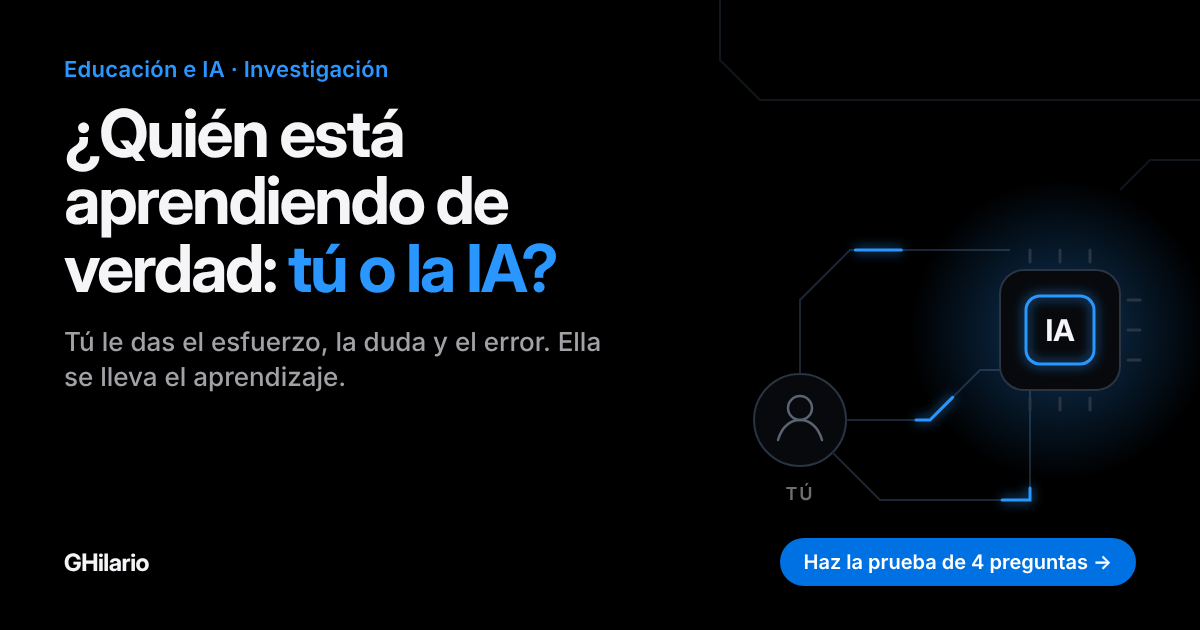 Educación e IA · Investigación
¿Quién está
aprendiendo de
verdad: tú o la IA?
Tú le das el esfuerzo, la duda y el error. Ella
se lleva el aprendizaje.
IA
TÚ
GHilario
Haz la prueba de 4 preguntas →